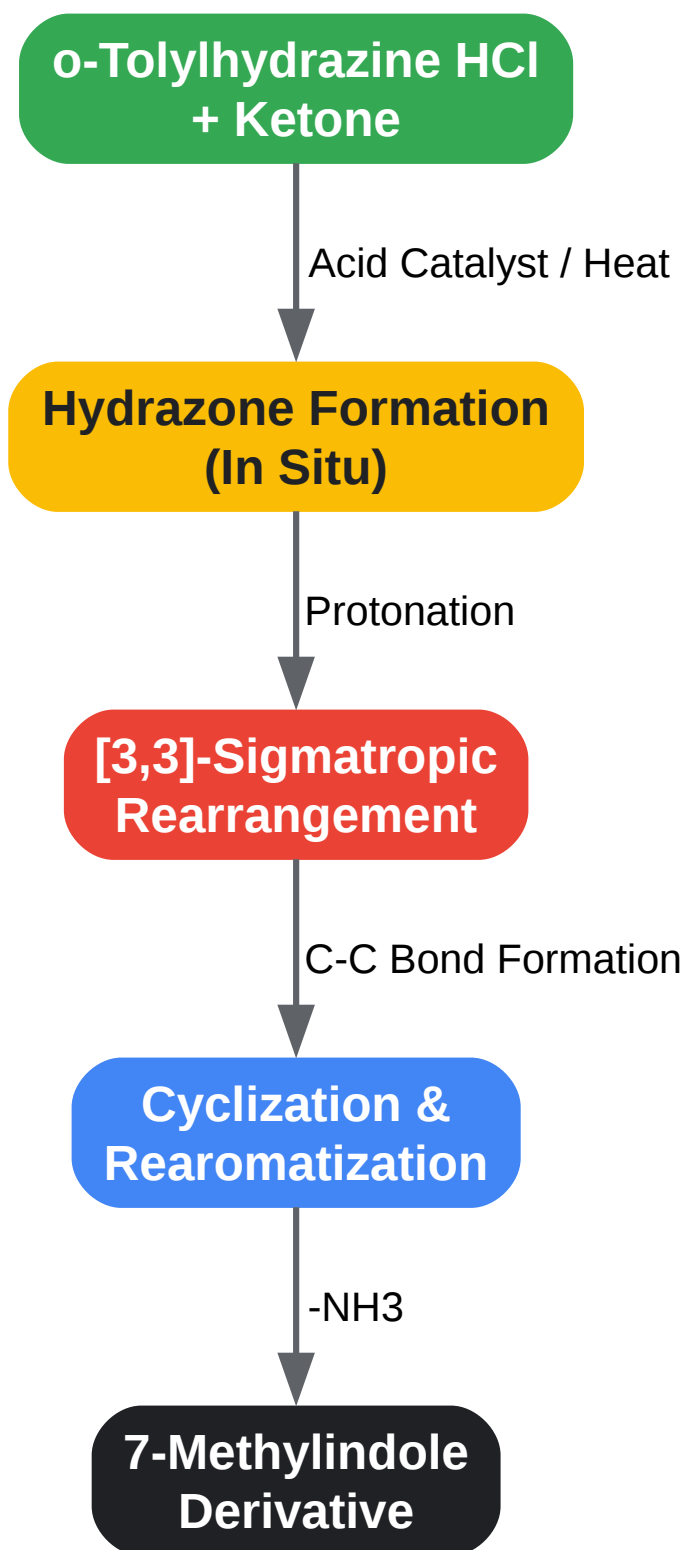 o-Tolylhydrazine HCl
+ Ketone
Acid Catalyst / Heat
Hydrazone Formation
(In Situ)
Protonation
[3,3]-Sigmatropic
Rearrangement
C-C Bond Formation
Cyclization &
Rearomatization
-NH3
7-Methylindole
Derivative